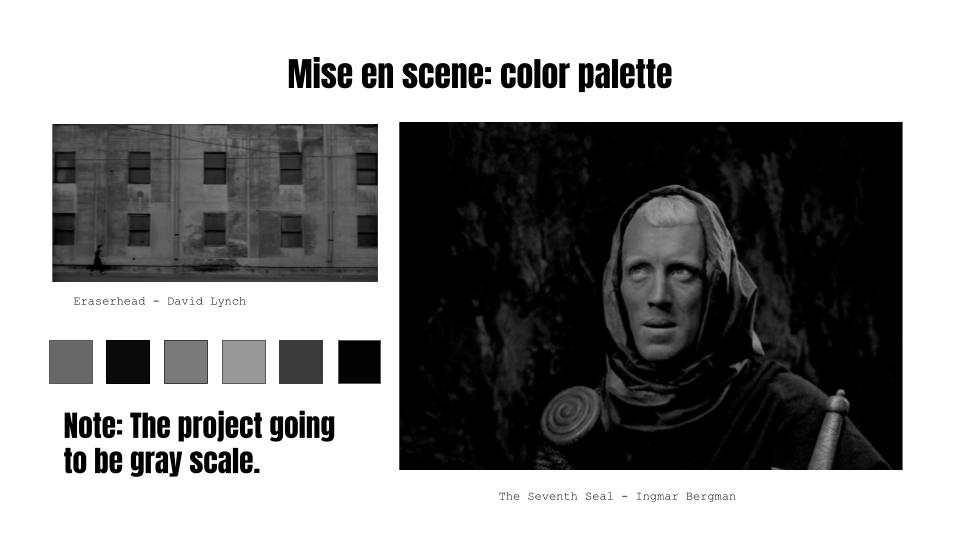 Mise en scene: color palette
Eraserhead - David Lynch
Note: The project going
to be gray scale.
The Seventh Seal - Ingmar Bergman